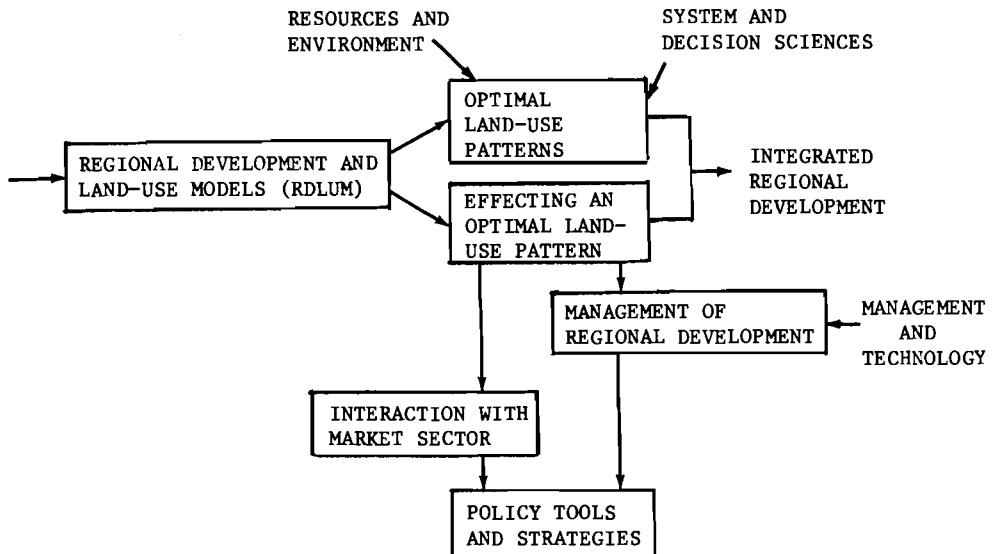 RESOURCES AND
ENVIRONMENT
SYSTEM AND
DECISION SCIENCES
OPTIMAL
LAND-USE
PATTERNS
REGIONAL DEVELOPMENT AND
LAND-USE MODELS (RDLUM)
INTEGRATED
REGIONAL
DEVELOPMENT
EFFECTING AN
OPTIMAL LAND-
USE PATTERN
MANAGEMENT OF
REGIONAL DEVELOPMENT
MANAGEMENT
AND
TECHNOLOGY
INTERACTION WITH
MARKET SECTOR
POLICY TOOLS
AND STRATEGIES